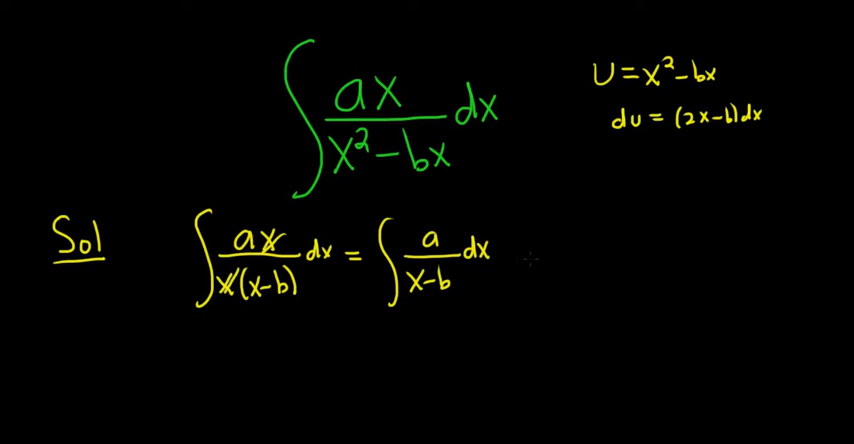 ∫ ax / (x² - bx) dx
U = x² - bx
du = (2x - b)dx
Sol ∫ ax / (x(x - b)) dx = ∫ a / (x - b) dx